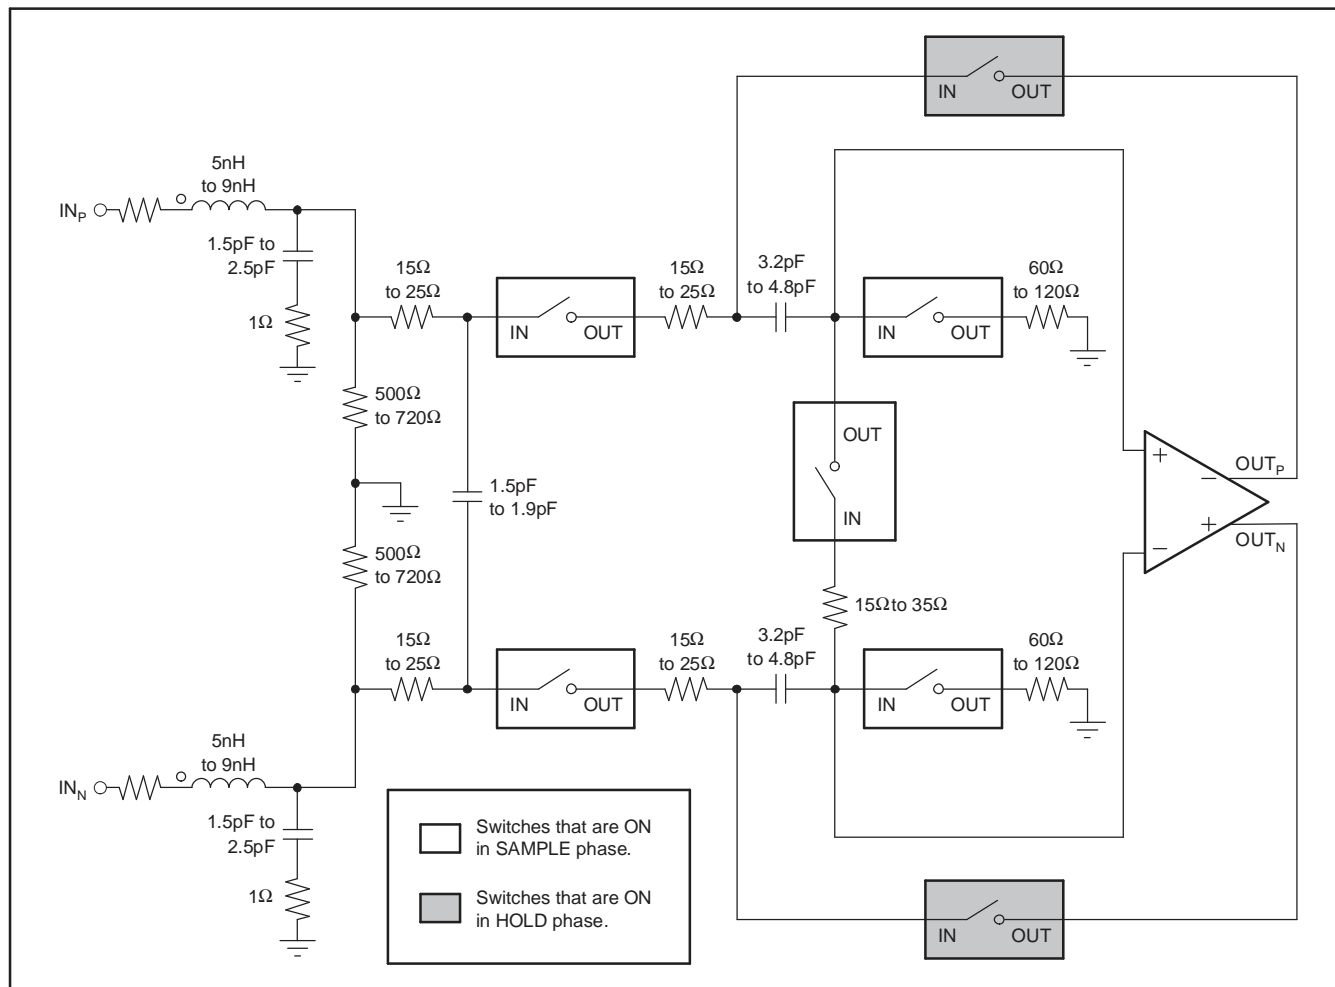 IN OUT
5nH
to 9nH
INP
1.5pF to
2.5pF
1Ω
15Ω
to 25Ω
IN OUT
15Ω
to 25Ω
3.2pF
to 4.8pF
IN OUT
60Ω
to 120Ω
500Ω
to 720Ω
OUT
IN
1.5pF
to 1.9pF
+
−
−
+
OUTP
OUTN
500Ω
to 720Ω
15Ω to 35Ω
15Ω
to 25Ω
IN OUT
15Ω
to 25Ω
3.2pF
to 4.8pF
IN OUT
60Ω
to 120Ω
5nH
to 9nH
INN
1.5pF to
2.5pF
1Ω
Switches that are ON
in SAMPLE phase.
Switches that are ON
in HOLD phase.
IN OUT